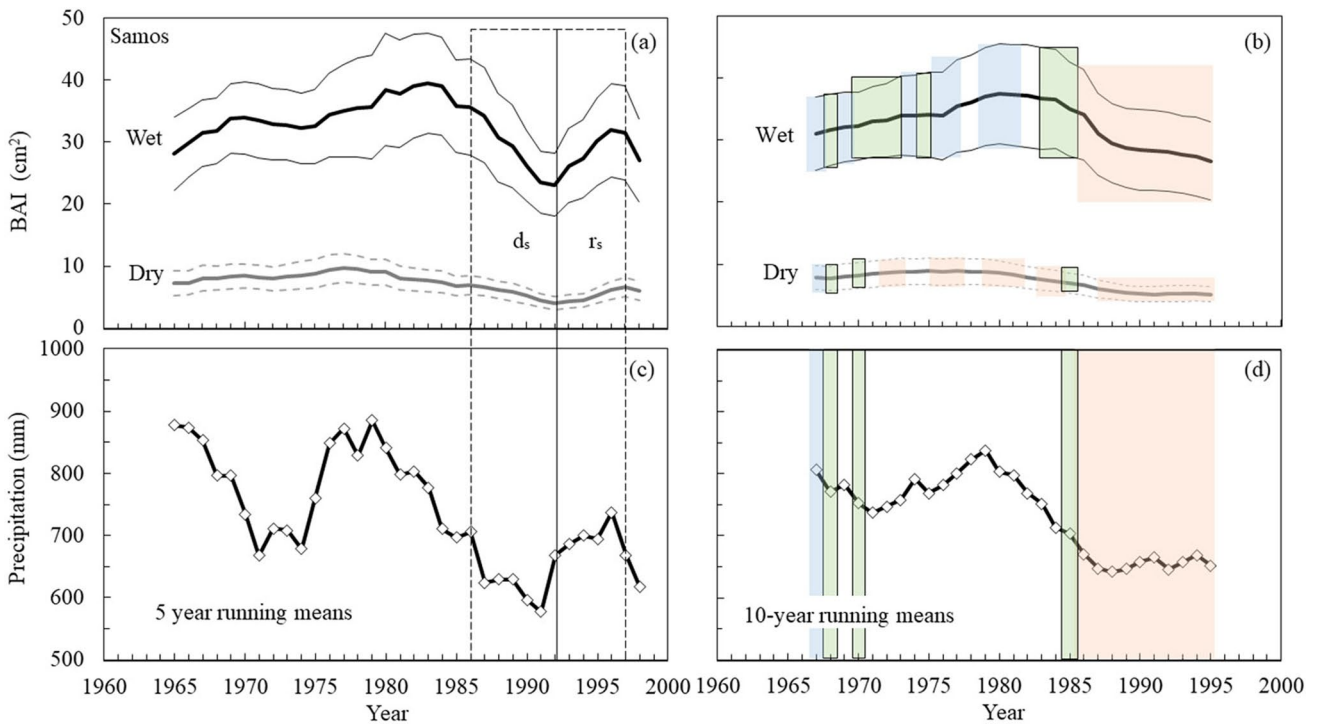 50
40
30
20
10
0
BAI (cm²)
Samos
(a)
Wet
Dry
dₛ
rₛ
(b)
Wet
Dry
1000
900
800
700
600
500
Precipitation (mm)
(c)
5 year running means
1960 1965 1970 1975 1980 1985 1990 1995 2000
Year
(d)
10-year running means
1960 1965 1970 1975 1980 1985 1990 1995 2000
Year